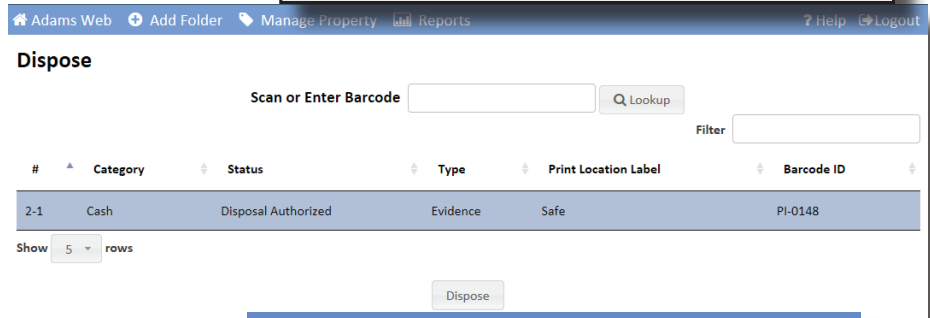 Adams Web Add Folder Manage Property Reports ? Help Logout
Dispose
Scan or Enter Barcode Lookup
Filter
# Category Status Type Print Location Label Barcode ID
2-1 Cash Disposal Authorized Evidence Safe PI-0148
Show 5 rows
Dispose